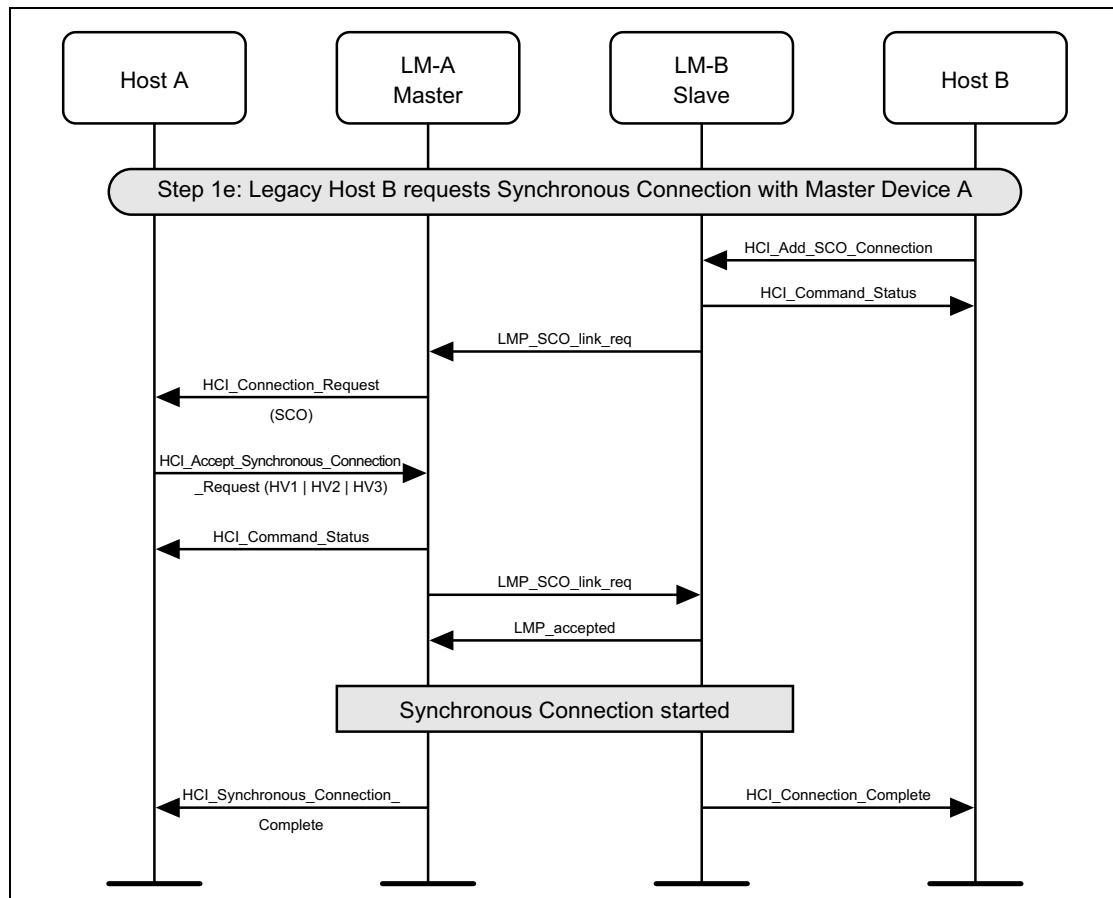 Host A
LM-A
Master
LM-B
Slave
Host B
Step 1e: Legacy Host B requests Synchronous Connection with Master Device A
HCI_Add_SCO_Connection
HCI_Command_Status
LMP_SCO_link_req
HCI_Connection_Request
(SCO)
HCI_Accept_Synchronous_Connection
_Request (HV1 | HV2 | HV3)
HCI_Command_Status
LMP_SCO_link_req
LMP_accepted
Synchronous Connection started
HCI_Synchronous_Connection_
Complete
HCI_Connection_Complete